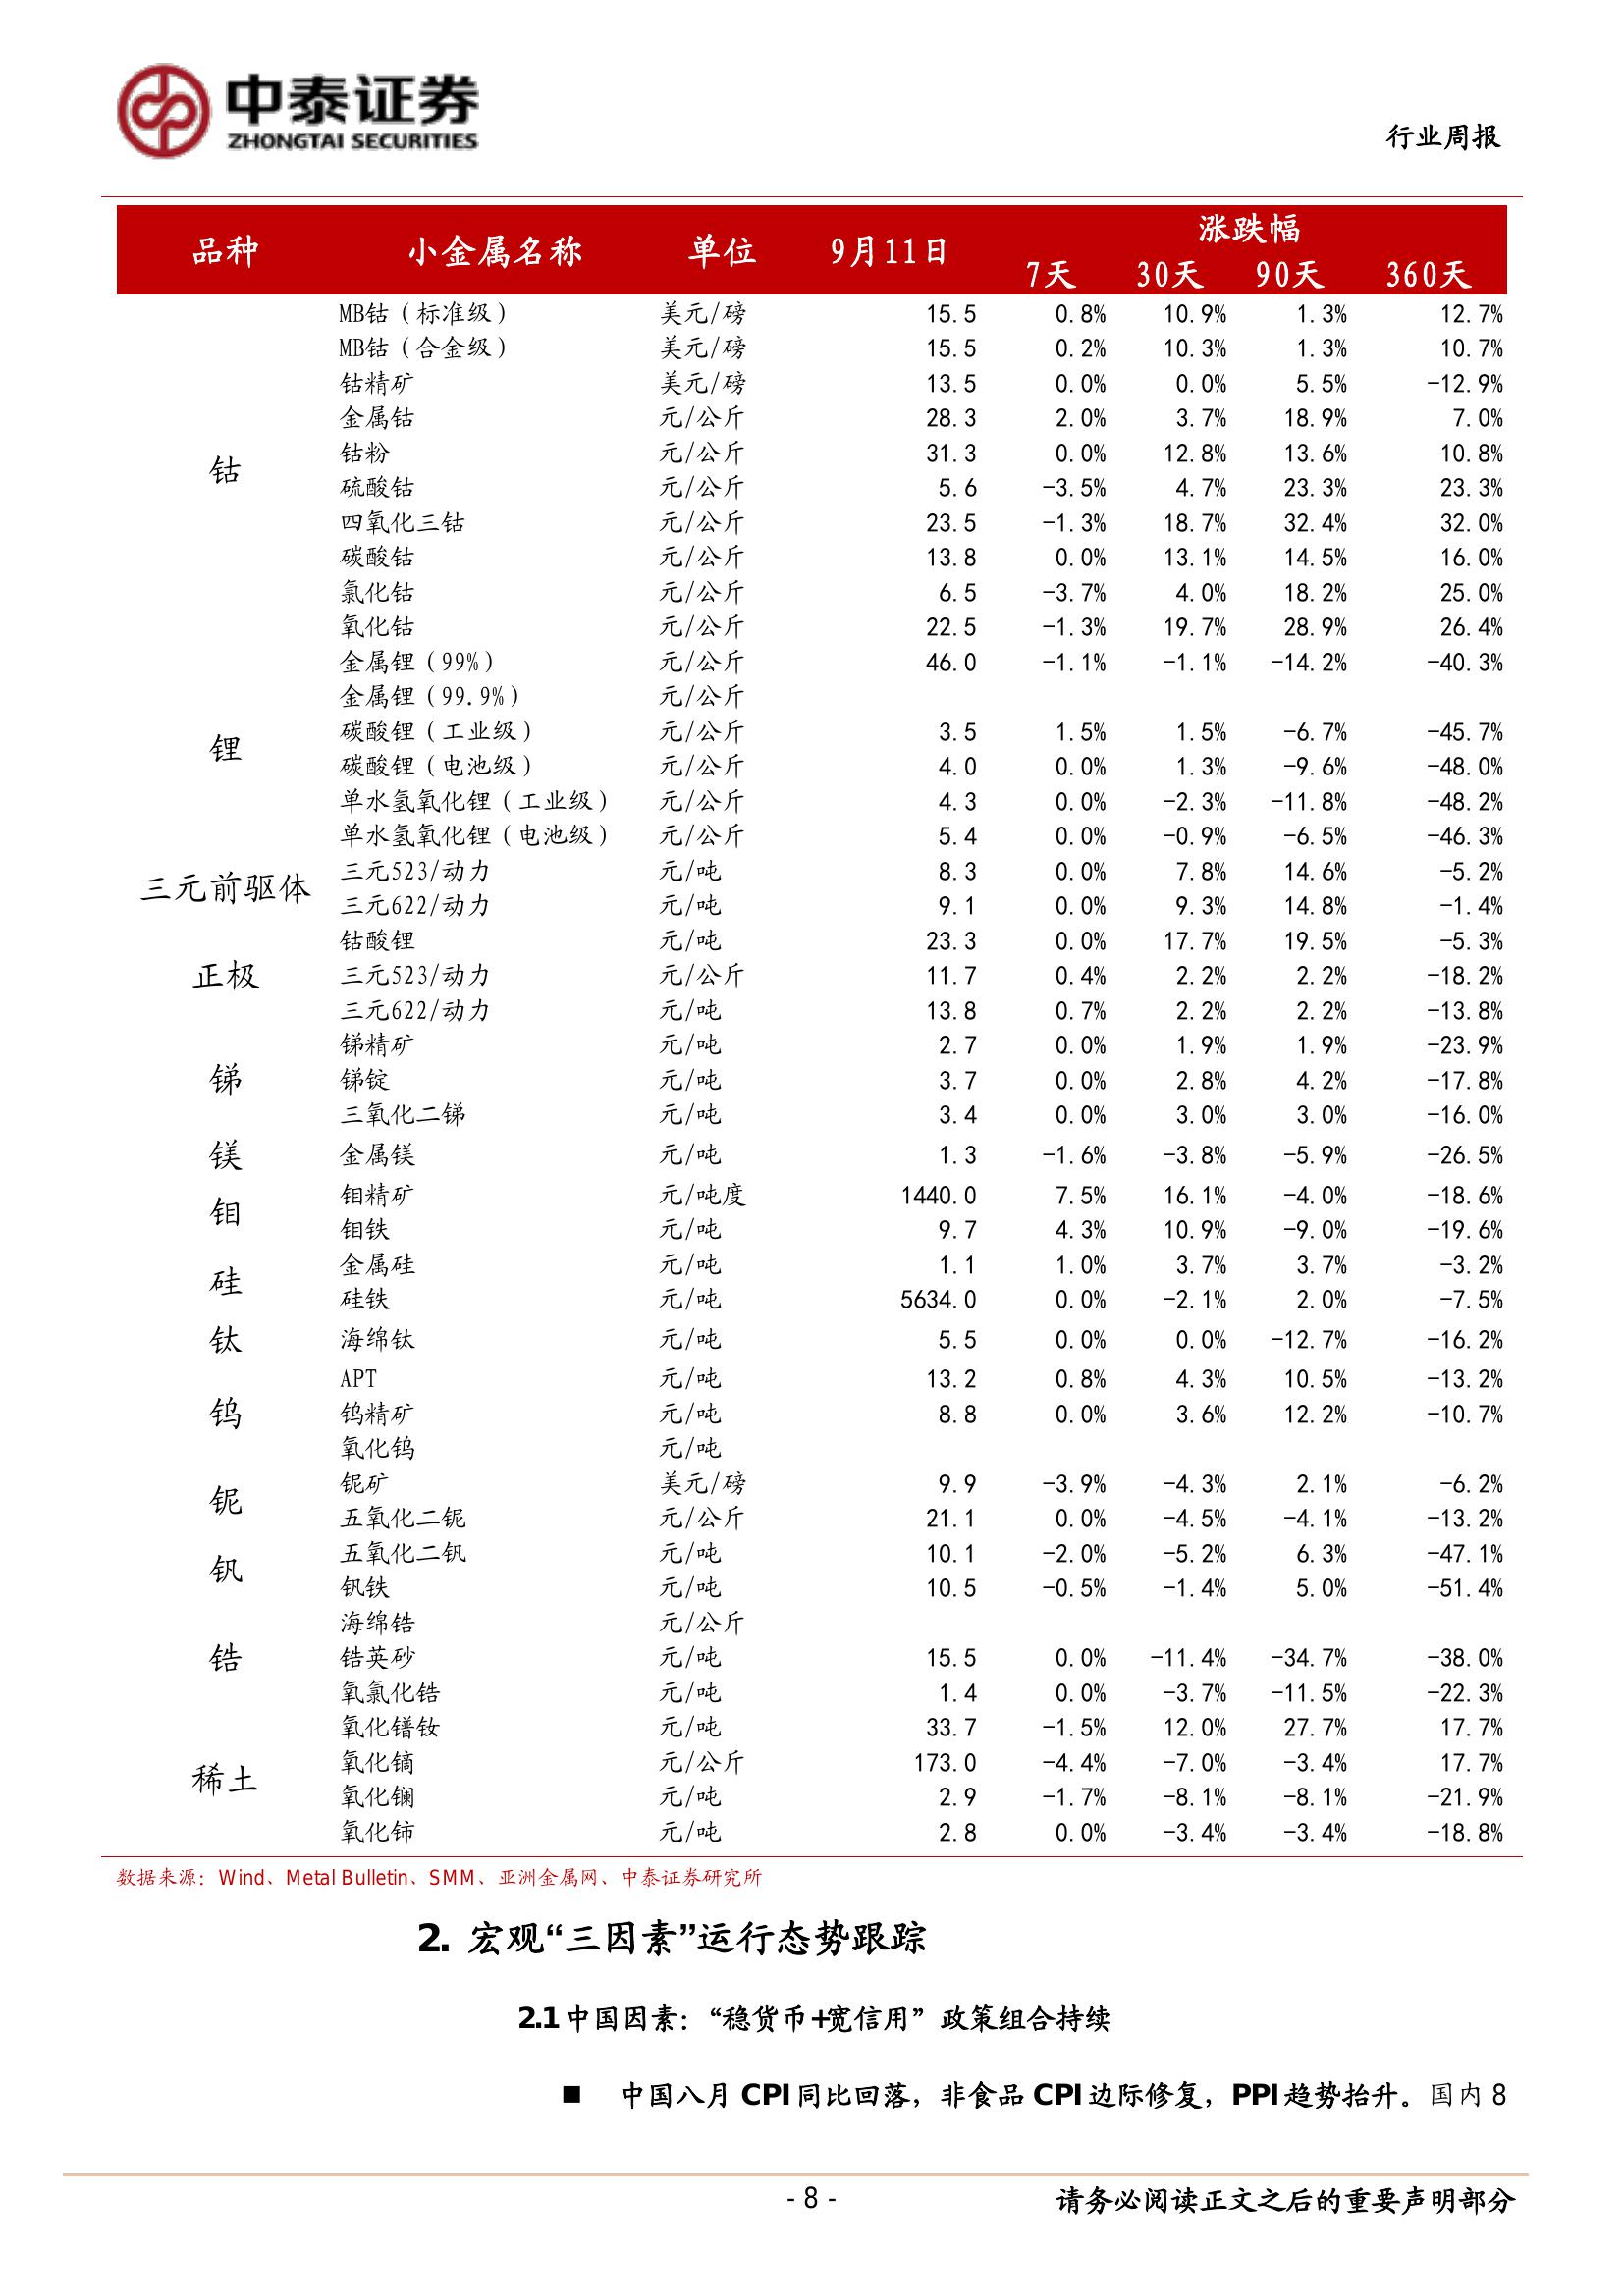 中泰证券
ZHONGTAI SECURITIES
行业周报
品种 小金属名称 单位 9月11日 涨跌幅
7天 30天 90天 360天
钴
MB钴（标准级） 美元/磅 15.5 0.8% 10.9% 1.3% 12.7%
MB钴（合金级） 美元/磅 15.5 0.2% 10.3% 1.3% 10.7%
钴精矿 美元/磅 13.5 0.0% 0.0% 5.5% -12.9%
金属钴 元/公斤 28.3 2.0% 3.7% 18.9% 7.0%
钴粉 元/公斤 31.3 0.0% 12.8% 13.6% 10.8%
硫酸钴 元/公斤 5.6 -3.5% 4.7% 23.3% 23.3%
四氧化三钴 元/公斤 23.5 -1.3% 18.7% 32.4% 32.0%
碳酸钴 元/公斤 13.8 0.0% 13.1% 14.5% 16.0%
氯化钴 元/公斤 6.5 -3.7% 4.0% 18.2% 25.0%
氧化钴 元/公斤 22.5 -1.3% 19.7% 28.9% 26.4%
锂
金属锂（99%） 元/公斤 46.0 -1.1% -1.1% -14.2% -40.3%
金属锂（99.9%） 元/公斤
碳酸锂（工业级） 元/公斤 3.5 1.5% 1.5% -6.7% -45.7%
碳酸锂（电池级） 元/公斤 4.0 0.0% 1.3% -9.6% -48.0%
单水氢氧化锂（工业级） 元/公斤 4.3 0.0% -2.3% -11.8% -48.2%
单水氢氧化锂（电池级） 元/公斤 5.4 0.0% -0.9% -6.5% -46.3%
三元前驱体
三元523/动力 元/吨 8.3 0.0% 7.8% 14.6% -5.2%
三元622/动力 元/吨 9.1 0.0% 9.3% 14.8% -1.4%
正极
钴酸锂 元/吨 23.3 0.0% 17.7% 19.5% -5.3%
三元523/动力 元/公斤 11.7 0.4% 2.2% 2.2% -18.2%
三元622/动力 元/吨 13.8 0.7% 2.2% 2.2% -13.8%
锑
锑精矿 元/吨 2.7 0.0% 1.9% 1.9% -23.9%
锑锭 元/吨 3.7 0.0% 2.8% 4.2% -17.8%
三氧化二锑 元/吨 3.4 0.0% 3.0% 3.0% -16.0%
镁 金属镁 元/吨 1.3 -1.6% -3.8% -5.9% -26.5%
钼
钼精矿 元/吨度 1440.0 7.5% 16.1% -4.0% -18.6%
钼铁 元/吨 9.7 4.3% 10.9% -9.0% -19.6%
硅
金属硅 元/吨 1.1 1.0% 3.7% 3.7% -3.2%
硅铁 元/吨 5634.0 0.0% -2.1% 2.0% -7.5%
钛 海绵钛 元/吨 5.5 0.0% 0.0% -12.7% -16.2%
钨
APT 元/吨 13.2 0.8% 4.3% 10.5% -13.2%
钨精矿 元/吨 8.8 0.0% 3.6% 12.2% -10.7%
氧化钨 元/吨
铌
铌矿 美元/磅 9.9 -3.9% -4.3% 2.1% -6.2%
五氧化二铌 元/公斤 21.1 0.0% -4.5% -4.1% -13.2%
钒
五氧化二钒 元/吨 10.1 -2.0% -5.2% 6.3% -47.1%
钒铁 元/吨 10.5 -0.5% -1.4% 5.0% -51.4%
锆
海绵锆 元/公斤
锆英砂 元/吨 15.5 0.0% -11.4% -34.7% -38.0%
氧氯化锆 元/吨 1.4 0.0% -3.7% -11.5% -22.3%
稀土
氧化镨钕 元/吨 33.7 -1.5% 12.0% 27.7% 17.7%
氧化镝 元/公斤 173.0 -4.4% -7.0% -3.4% 17.7%
氧化镧 元/吨 2.9 -1.7% -8.1% -8.1% -21.9%
氧化铈 元/吨 2.8 0.0% -3.4% -3.4% -18.8%
数据来源：Wind、Metal Bulletin、SMM、亚洲金属网、中泰证券研究所
2. 宏观“三因素”运行态势跟踪
2.1 中国因素：“稳货币+宽信用”政策组合持续
■ 中国八月 CPI 同比回落，非食品 CPI 边际修复，PPI 趋势抬升。国内 8
- 8 -
请务必阅读正文之后的重要声明部分